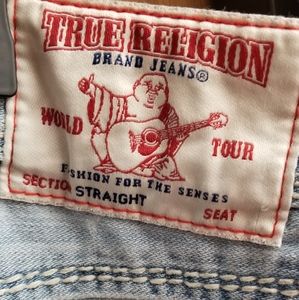 TRUE RELIGION
BRAND JEANS®
WORLD TOUR
FASHION FOR THE SENSES
SECTION STRAIGHT SEAT